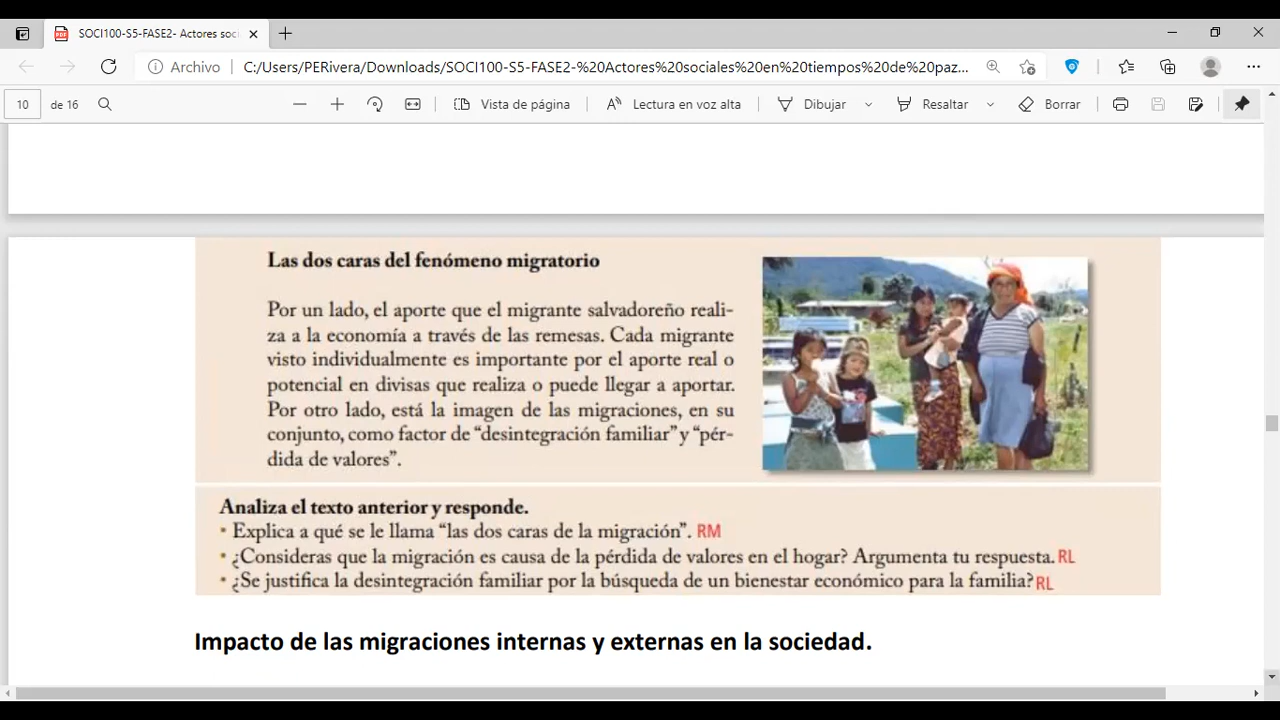 SOCI100-S5-FASE2- Actores soci
Archivo
C:/Users/PERivera/Downloads/SOCI100-S5-FASE2-%20Actores%20sociales%20en%20tiempos%20de%20paz...
10 de 16
Vista de página
Lectura en voz alta
Dibujar
Resaltar
Borrar
Las dos caras del fenómeno migratorio
Por un lado, el aporte que el migrante salvadoreño reali-
za a la economía a través de las remesas. Cada migrante
visto individualmente es importante por el aporte real o
potencial en divisas que realiza o puede llegar a aportar.
Por otro lado, está la imagen de las migraciones, en su
conjunto, como factor de “desintegración familiar” y “pér-
dida de valores”.
Analiza el texto anterior y responde.
• Explica a qué se le llama “las dos caras de la migración”. RM
• ¿Consideras que la migración es causa de la pérdida de valores en el hogar? Argumenta tu respuesta. RL
• ¿Se justifica la desintegración familiar por la búsqueda de un bienestar económico para la familia? RL
Impacto de las migraciones internas y externas en la sociedad.